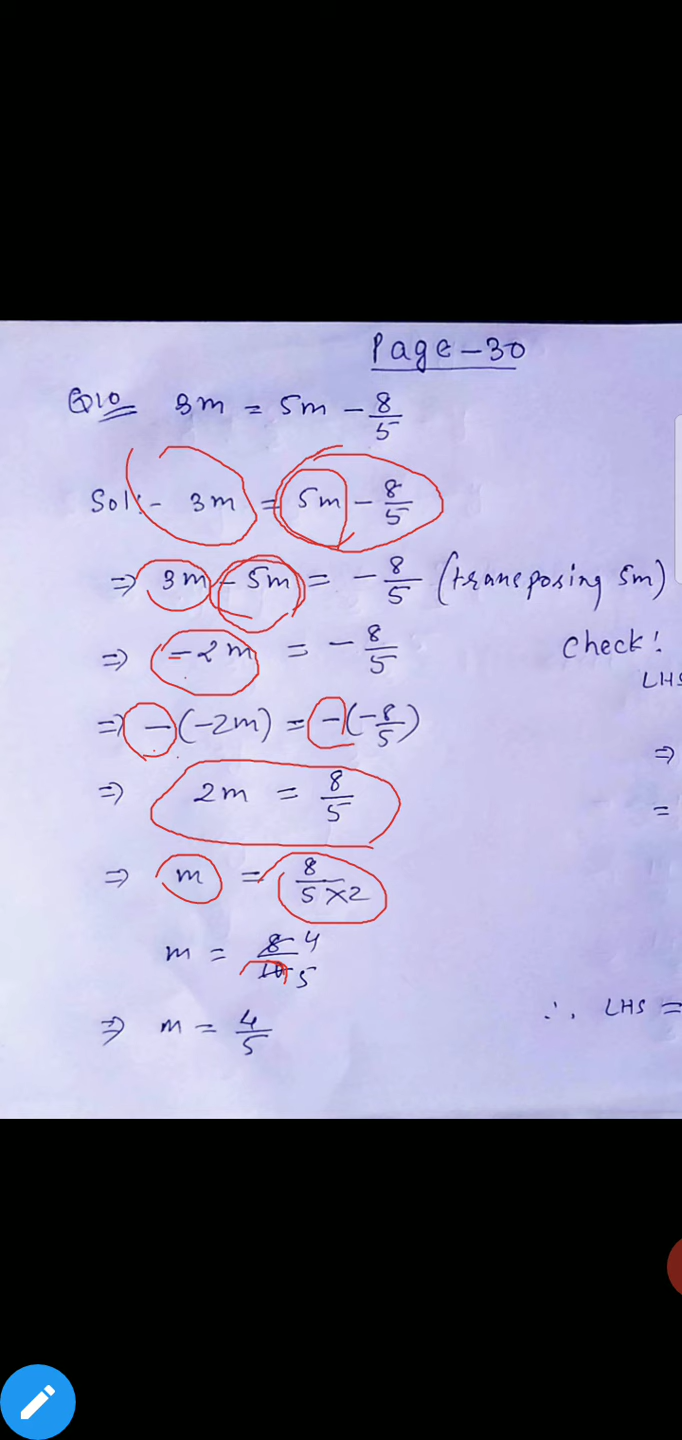 Page-30
Q10 3m = 5m - 8/5
Sol:- 3m = 5m - 8/5
⇒ 3m - 5m = - 8/5 (transposing 5m)
⇒ -2m = - 8/5
⇒ -(-2m) = -(-8/5)
⇒ 2m = 8/5
⇒ m = 8/5×2
m = 8/10 4/5
⇒ m = 4/5
Check!
LHS
⇒
=
∴ LHS =